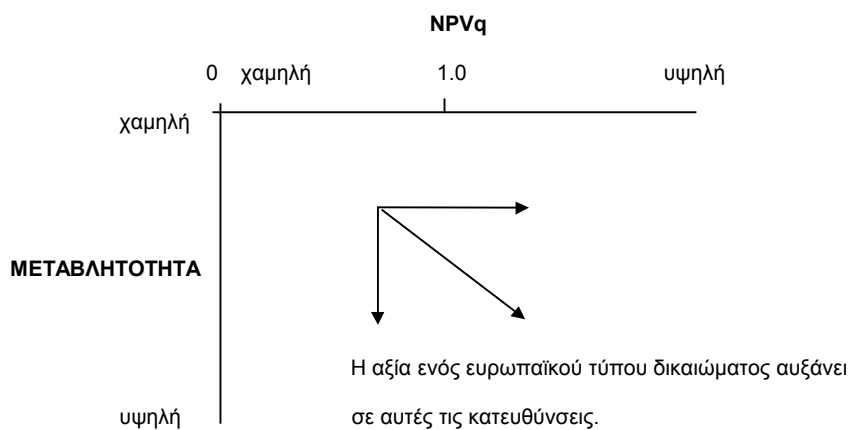 NPVq
0 χαμηλή 1.0 υψηλή
χαμηλή
ΜΕΤΑΒΛΗΤΟΤΗΤΑ
Η αξία ενός ευρωπαϊκού τύπου δικαιώματος αυξάνει
υψηλή σε αυτές τις κατευθύνσεις.